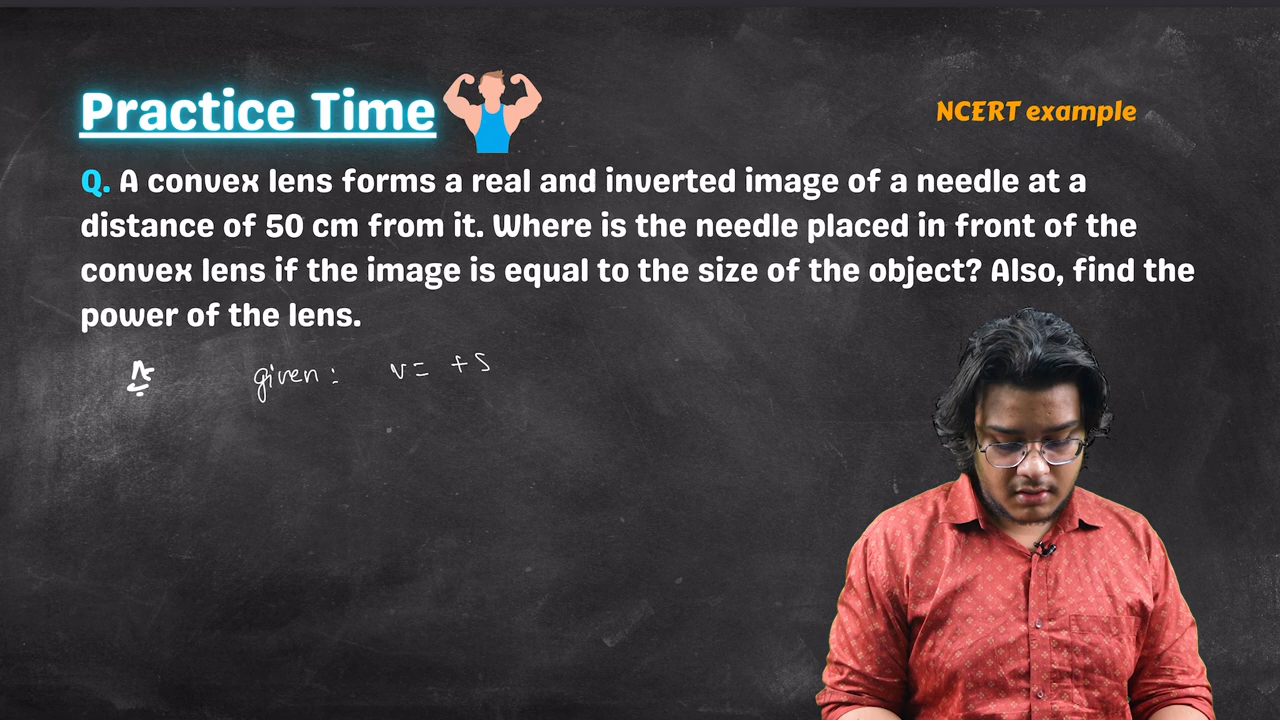 Practice Time
NCERT example
Q. A convex lens forms a real and inverted image of a needle at a
distance of 50 cm from it. Where is the needle placed in front of the
convex lens if the image is equal to the size of the object? Also, find the
power of the lens.
given : v = + 5